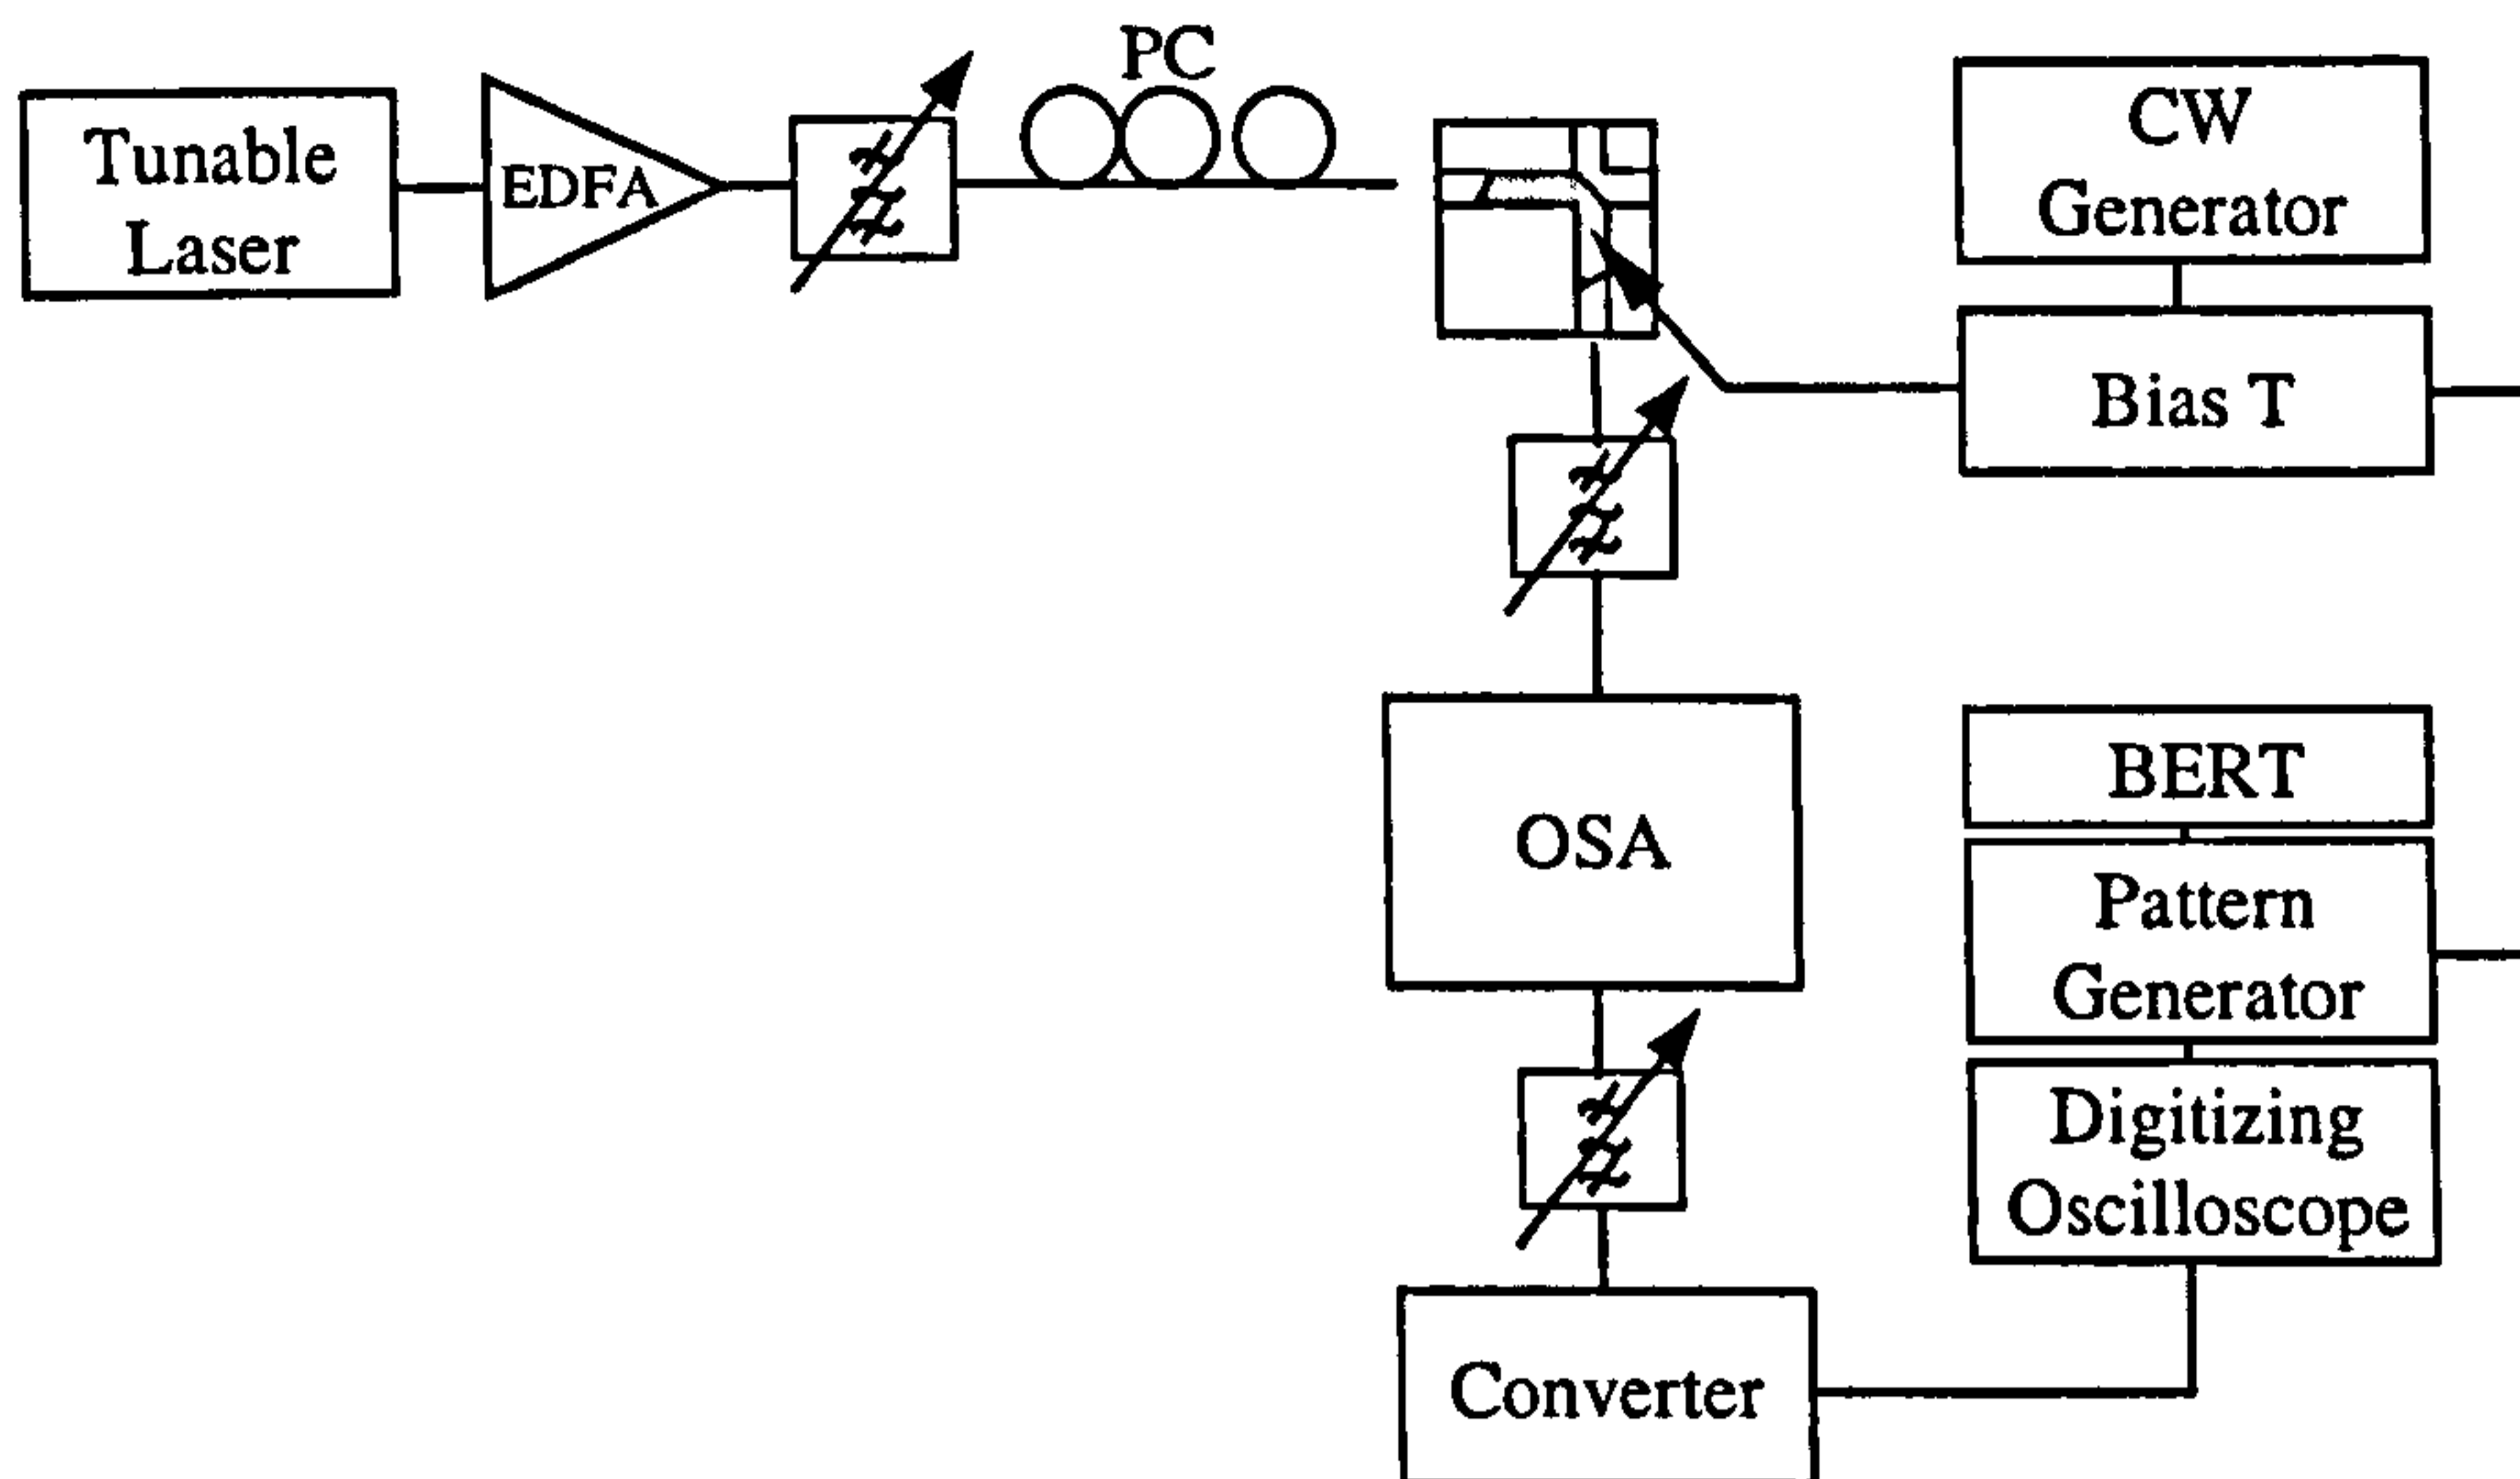 PC
Tunable
Laser
EDFA
CW
Generator
Bias T
OSA
BERT
Pattern
Generator
Digitizing
Oscilloscope
Converter